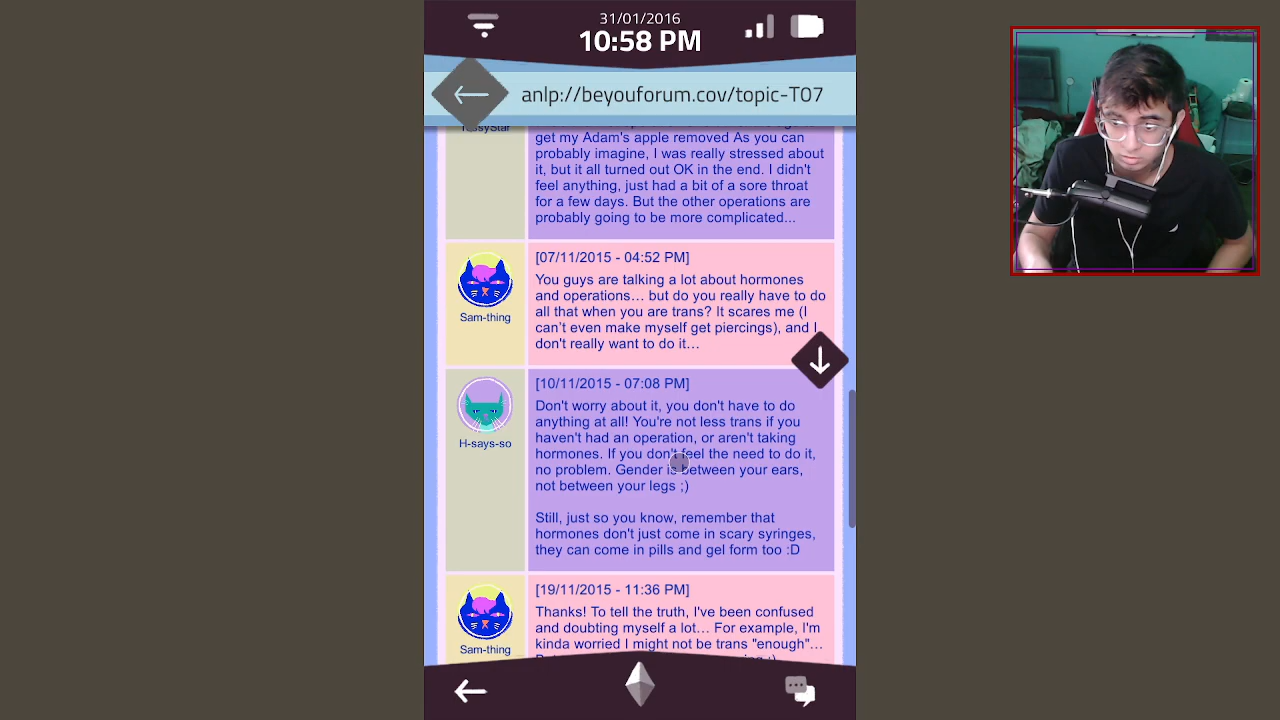 31/01/2016
10:58 PM
anlp://beyouforum.cov/topic-T07
get my Adam's apple removed As you can
probably imagine, I was really stressed about
it, but it all turned out OK in the end. I didn't
feel anything, just had a bit of a sore throat
for a few days. But the other operations are
probably going to be more complicated...
[07/11/2015 - 04:52 PM]
You guys are talking a lot about hormones
and operations... but do you really have to do
all that when you are trans? It scares me (I
can't even make myself get piercings), and I
don't really want to do it...
Sam-thing
[10/11/2015 - 07:08 PM]
Don't worry about it, you don't have to do
anything at all! You're not less trans if you
haven't had an operation, or aren't taking
hormones. If you don't feel the need to do it,
no problem. Gender is between your ears,
not between your legs ;)
Still, just so you know, remember that
hormones don't just come in scary syringes,
they can come in pills and gel form too :D
H-says-so
[19/11/2015 - 11:36 PM]
Thanks! To tell the truth, I've been confused
and doubting myself a lot... For example, I'm
kinda worried I might not be trans "enough"...
Sam-thing